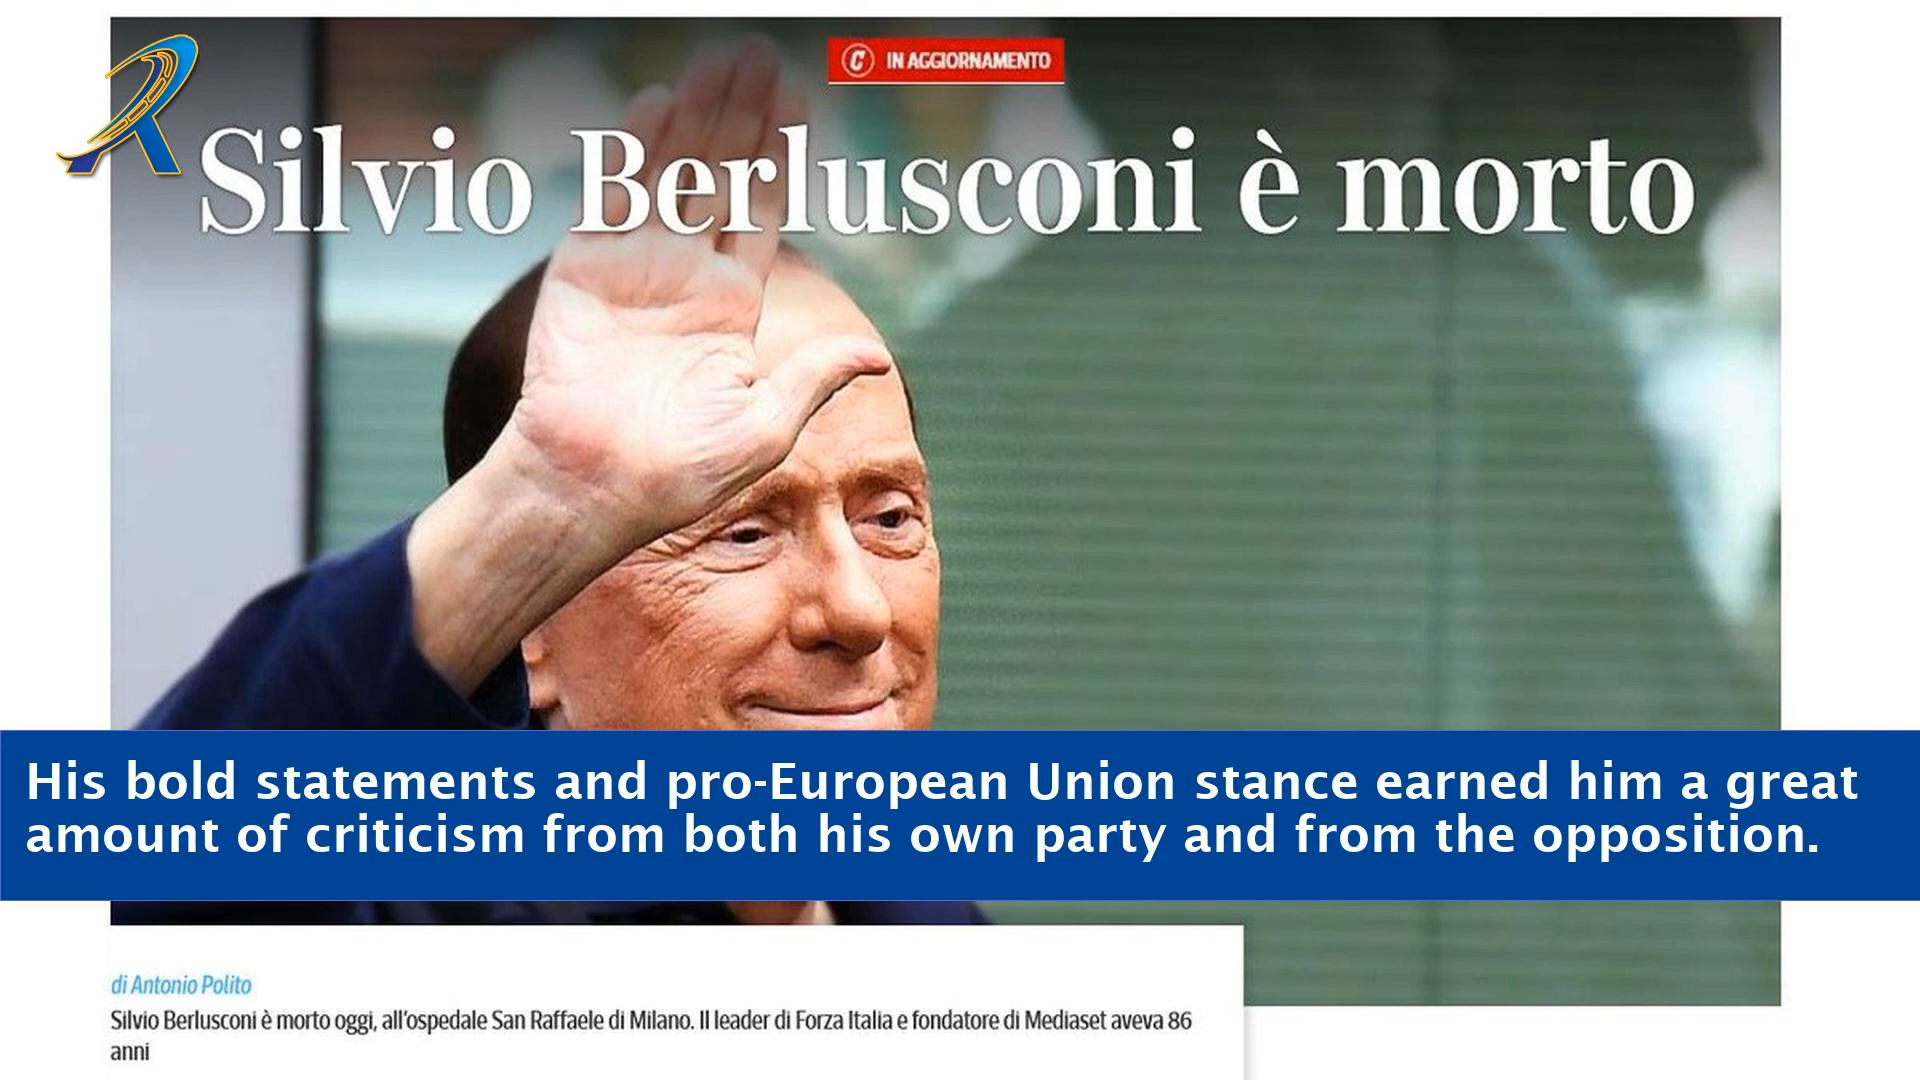 IN AGGIORNAMENTO
Silvio Berlusconi è morto
His bold statements and pro-European Union stance earned him a great
amount of criticism from both his own party and from the opposition.
di Antonio Polito
Silvio Berlusconi è morto oggi, all'ospedale San Raffaele di Milano. Il leader di Forza Italia e fondatore di Mediaset aveva 86
anni